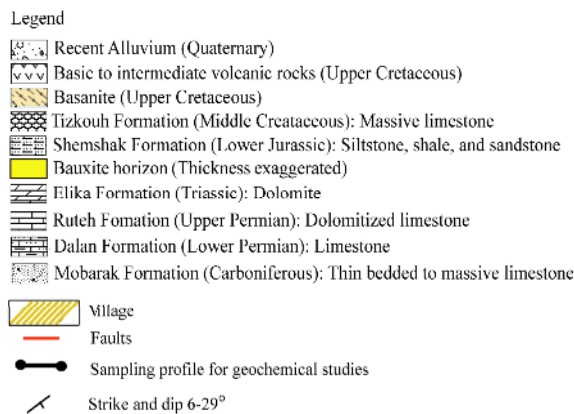 Legend
Recent Alluvium (Quaternary)
Basic to intermediate volcanic rocks (Upper Cretaceous)
Basanite (Upper Cretaceous)
Tizkouh Formation (Middle Creataceous): Massive limestone
Shemshak Formation (Lower Jurassic): Siltstone, shale, and sandstone
Bauxite horizon (Thickness exaggerated)
Elika Formation (Triassic): Dolomite
Ruteh Fomation (Upper Permian): Dolomitized limestone
Dalan Formation (Lower Permian): Limestone
Mobarak Formation (Carboniferous): Thin bedded to massive limestone
Village
Faults
Sampling profile for geochemical studies
Strike and dip 6-29°